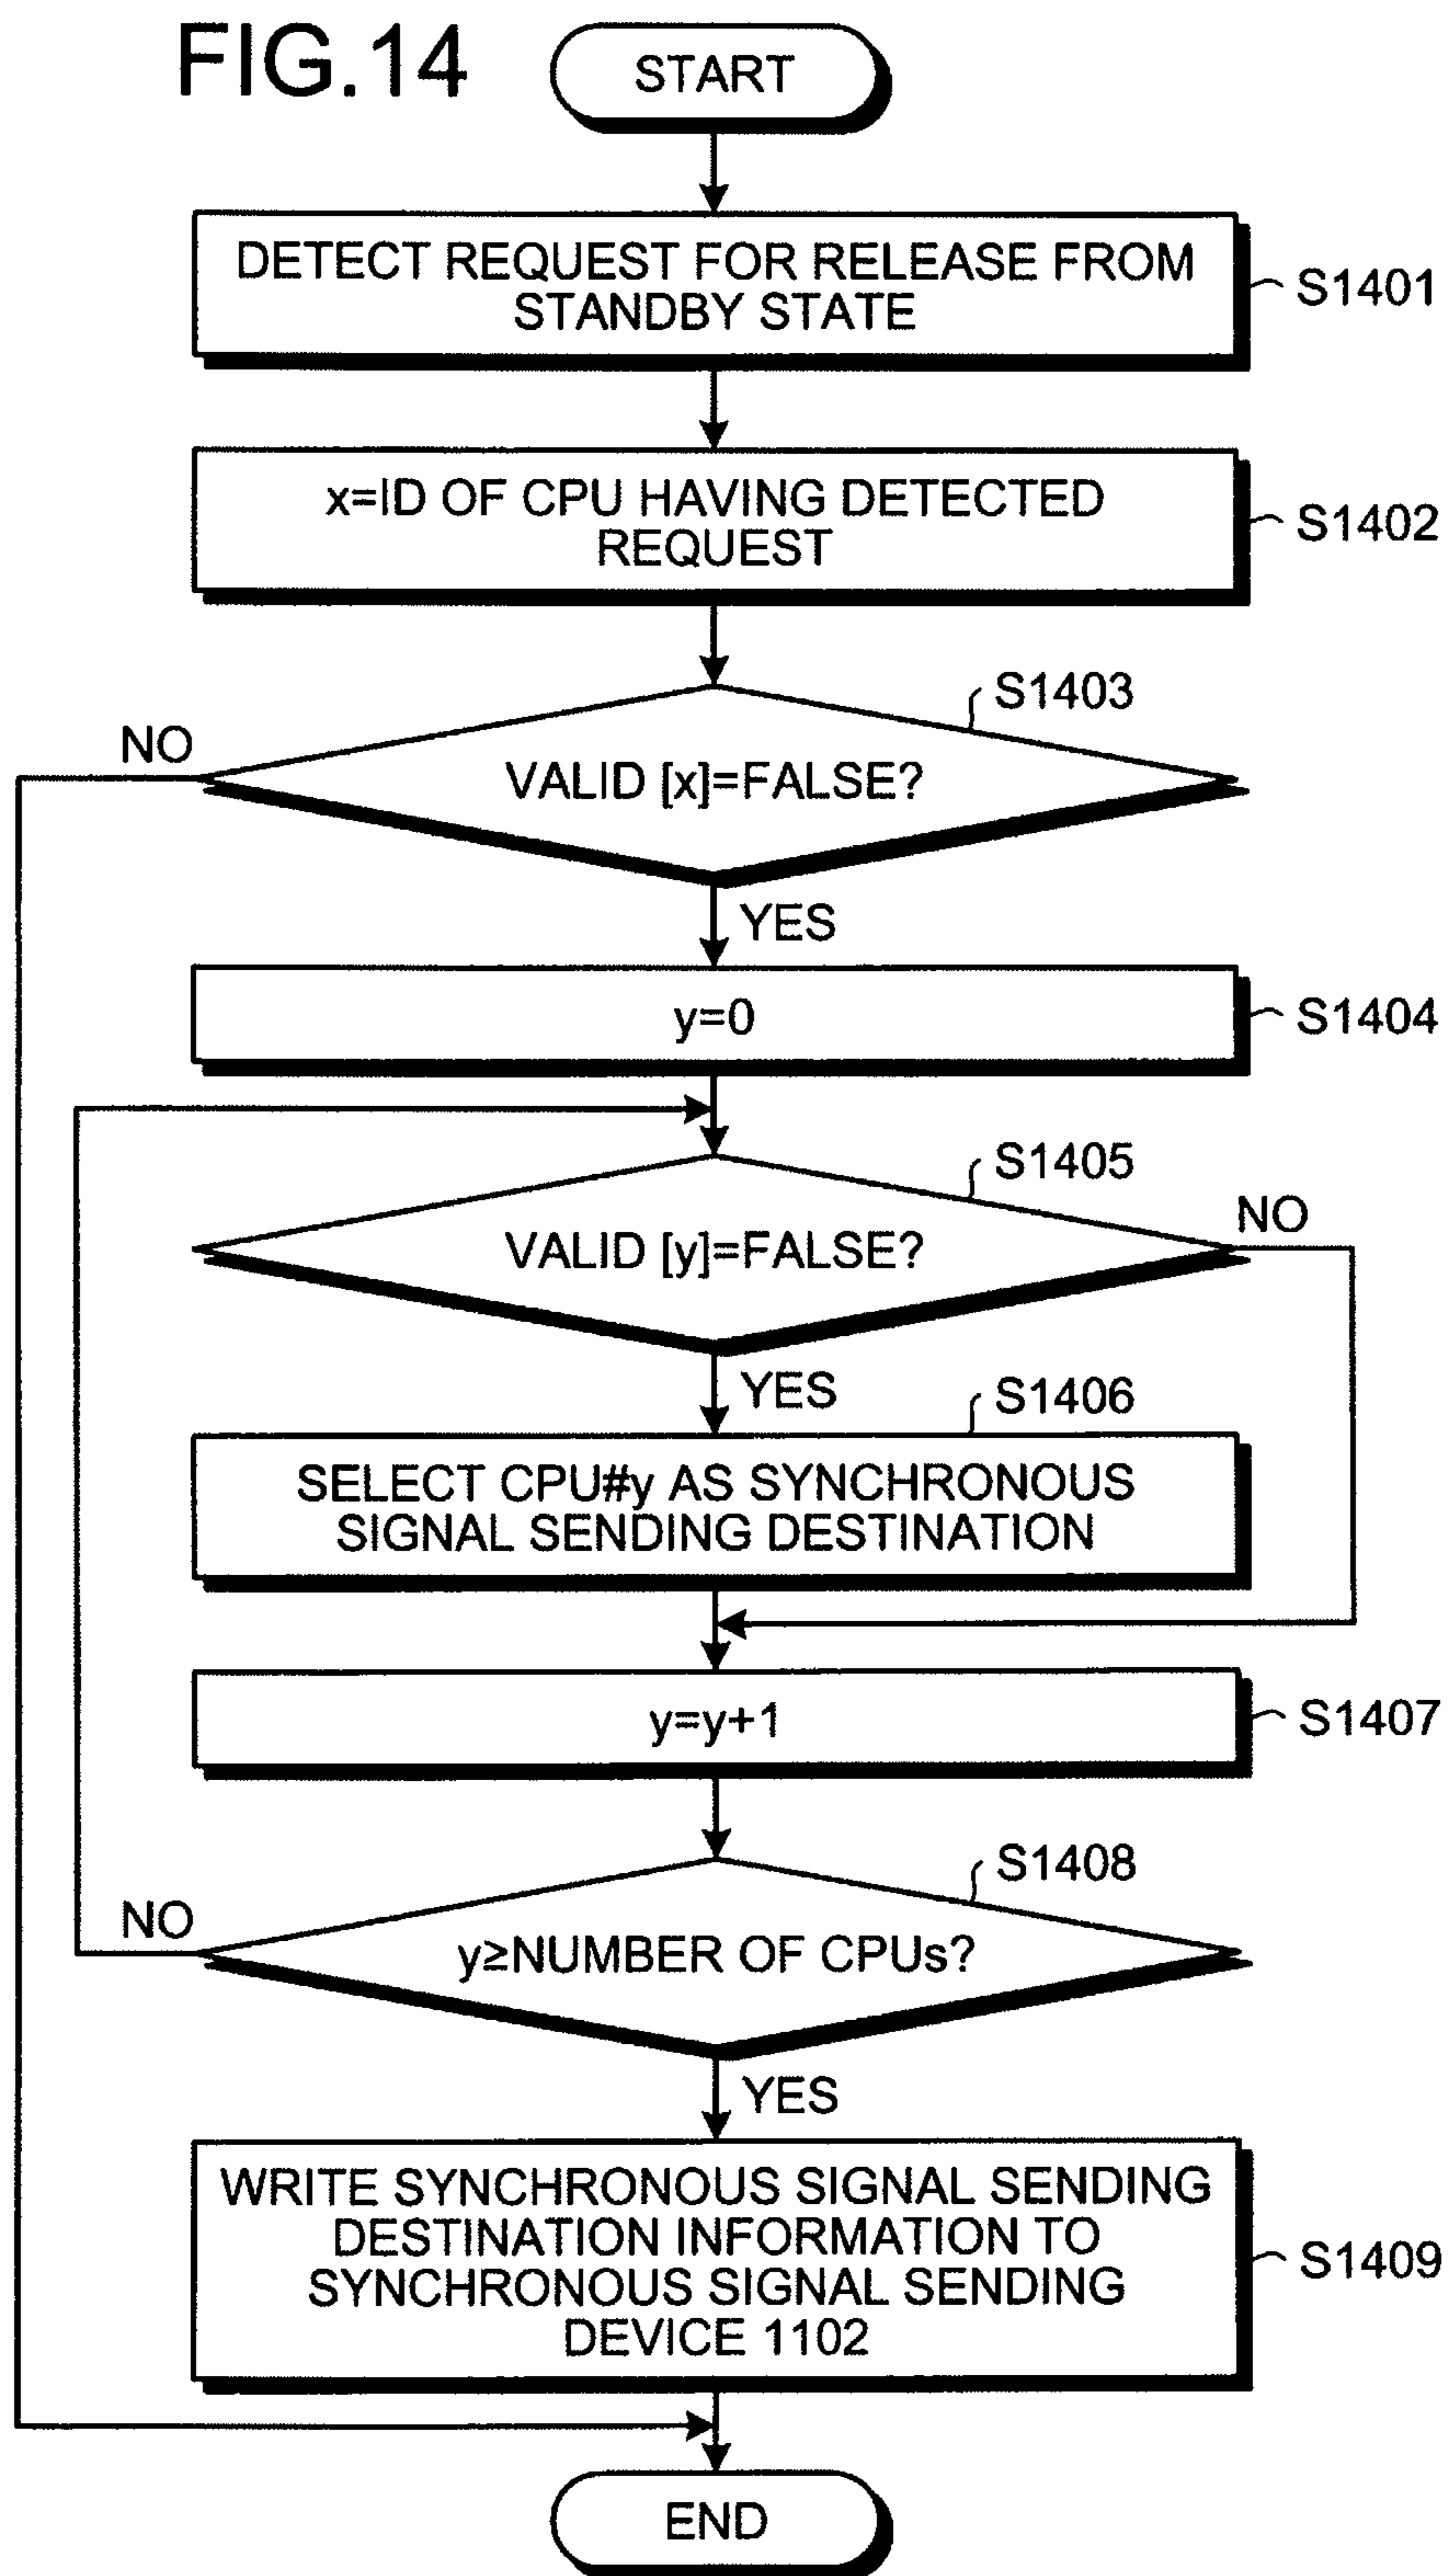 FIG.14
START
DETECT REQUEST FOR RELEASE FROM
STANDBY STATE
S1401
x=ID OF CPU HAVING DETECTED
REQUEST
S1402
S1403
NO
VALID [x]=FALSE?
YES
y=0
S1404
S1405
NO
VALID [y]=FALSE?
YES
S1406
SELECT CPU#y AS SYNCHRONOUS
SIGNAL SENDING DESTINATION
y=y+1
S1407
S1408
NO
y≥NUMBER OF CPUs?
YES
WRITE SYNCHRONOUS SIGNAL SENDING
DESTINATION INFORMATION TO
SYNCHRONOUS SIGNAL SENDING
DEVICE 1102
S1409
END